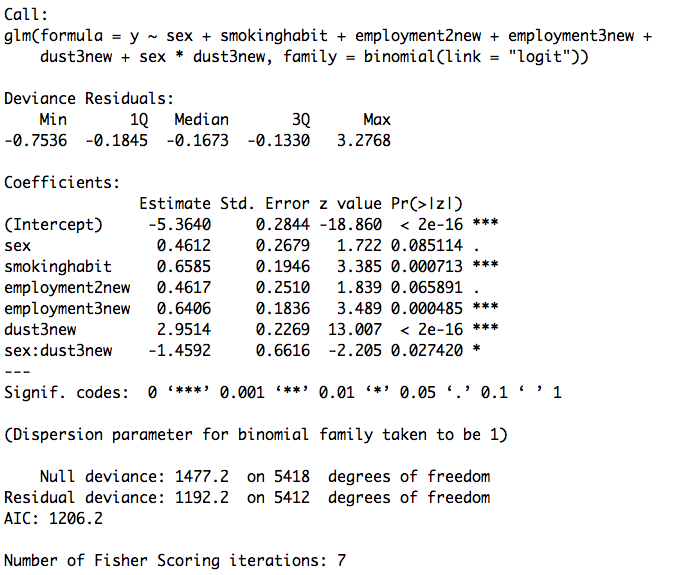 Call:
glm(formula = y ~ sex + smokinghabit + employment2new + employment3new +
    dust3new + sex * dust3new, family = binomial(link = "logit"))

Deviance Residuals:
    Min       1Q   Median       3Q      Max
-0.7536  -0.1845  -0.1673  -0.1330   3.2768

Coefficients:
               Estimate Std. Error z value Pr(>|z|)
(Intercept)     -5.3640     0.2844 -18.860  < 2e-16 ***
sex              0.4612     0.2679   1.722 0.085114 .
smokinghabit     0.6585     0.1946   3.385 0.000713 ***
employment2new   0.4617     0.2510   1.839 0.065891 .
employment3new   0.6406     0.1836   3.489 0.000485 ***
dust3new         2.9514     0.2269  13.007  < 2e-16 ***
sex:dust3new    -1.4592     0.6616  -2.205 0.027420 *
---
Signif. codes:  0 ‘***’ 0.001 ‘**’ 0.01 ‘*’ 0.05 ‘.’ 0.1 ‘ ’ 1

(Dispersion parameter for binomial family taken to be 1)

    Null deviance: 1477.2  on 5418  degrees of freedom
Residual deviance: 1192.2  on 5412  degrees of freedom
AIC: 1206.2

Number of Fisher Scoring iterations: 7